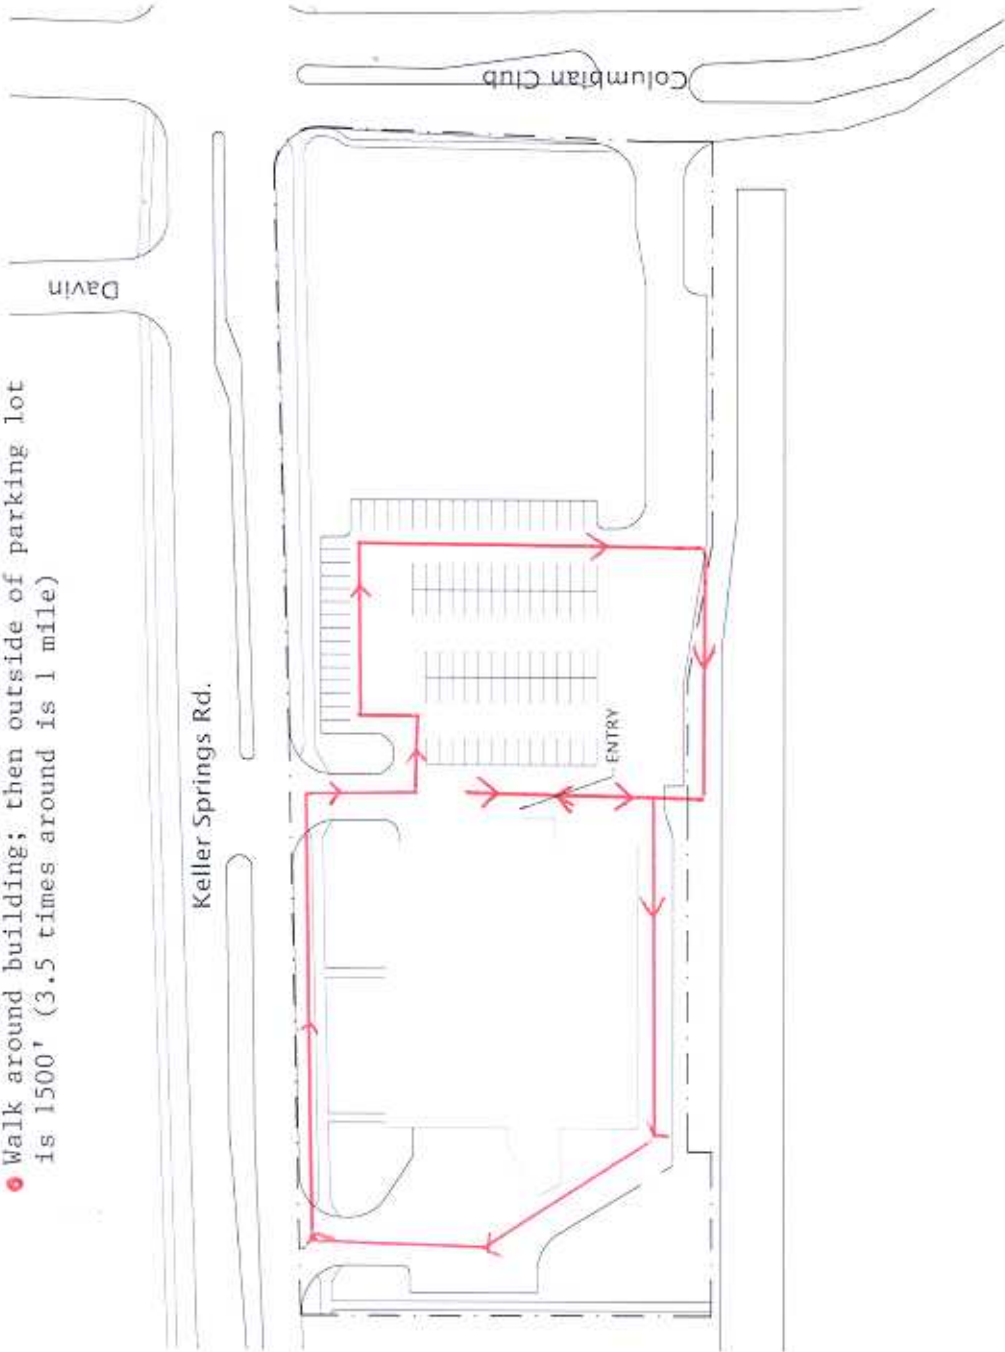 Walk around building; then outside of parking lot
is 1500' (3.5 times around is 1 mile)
Keller Springs Rd.
Davin
Columbian Club
ENTRY